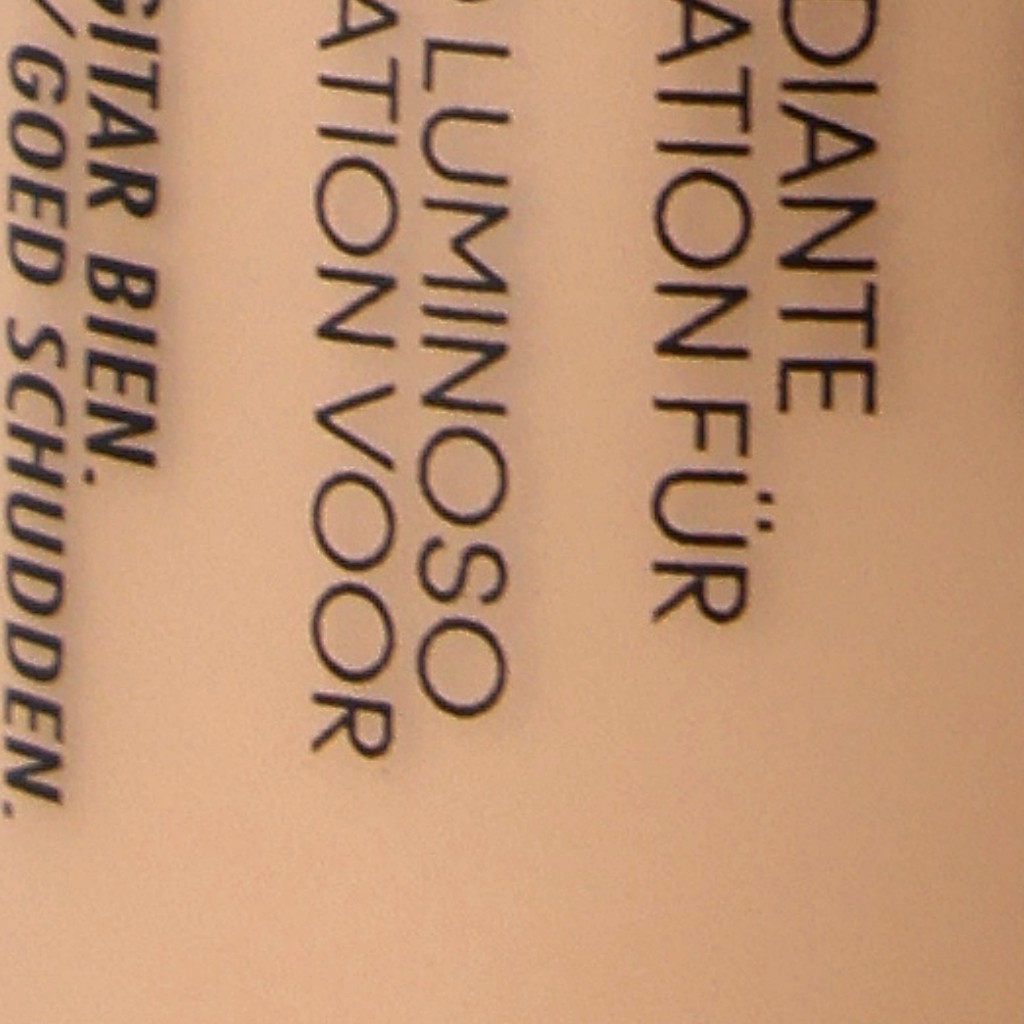 DIANTE
ATION FÜR
LUMINOSO
ATION VOOR
GITAR BIEN.
/GOED SCHUDDEN.